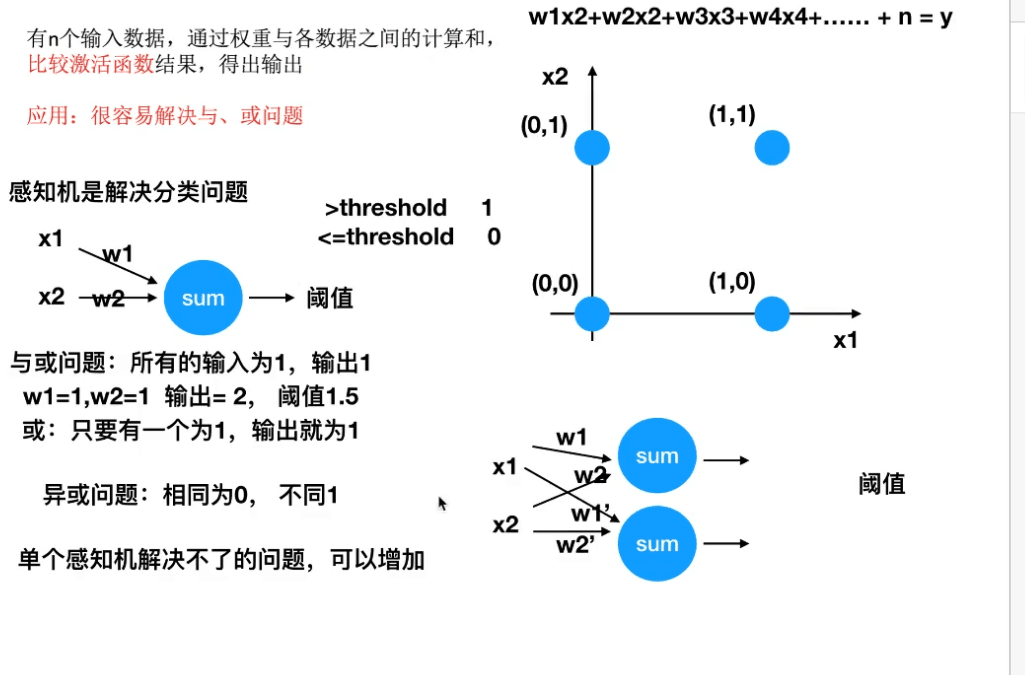 w1x2+w2x2+w3x3+w4x4+…… + n = y
有n个输入数据，通过权重与各数据之间的计算和，
比较激活函数结果，得出输出
应用：很容易解决与、或问题
x2
(0,1)
(1,1)
(0,0)
(1,0)
x1
感知机是解决分类问题
>threshold 1
<=threshold 0
x1
w1
x2
w2
sum
阈值
与或问题：所有的输入为1，输出1
w1=1,w2=1 输出= 2， 阈值1.5
或：只要有一个为1，输出就为1
异或问题：相同为0， 不同1
单个感知机解决不了的问题，可以增加
w1
sum
x1
w2
阈值
x2
w1’
w2’
sum